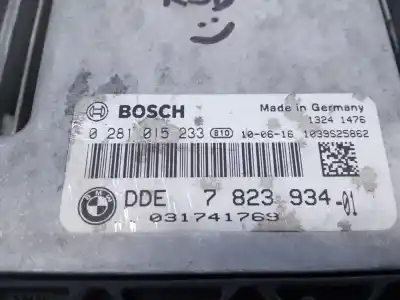 BOSCH
Made in Germany
1324 1476
0 281 015 233 810 10-06-16 1039S25862
BMW
DDE 7 823 934-01
031741769